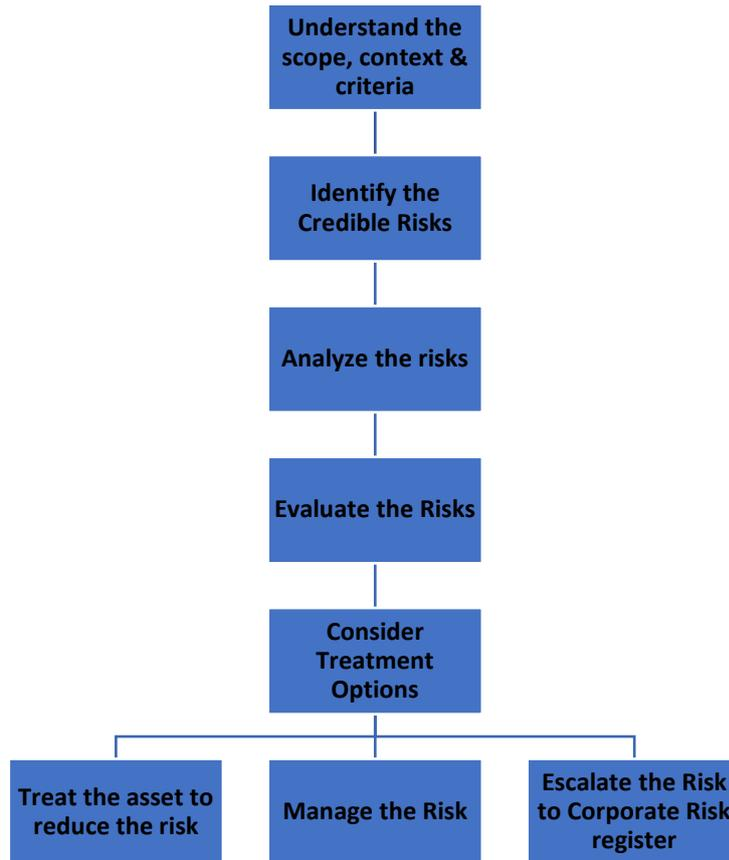 Understand the
scope, context &
criteria
Identify the
Credible Risks
Analyze the risks
Evaluate the Risks
Consider
Treatment
Options
Treat the asset to
reduce the risk
Manage the Risk
Escalate the Risk
to Corporate Risk
register